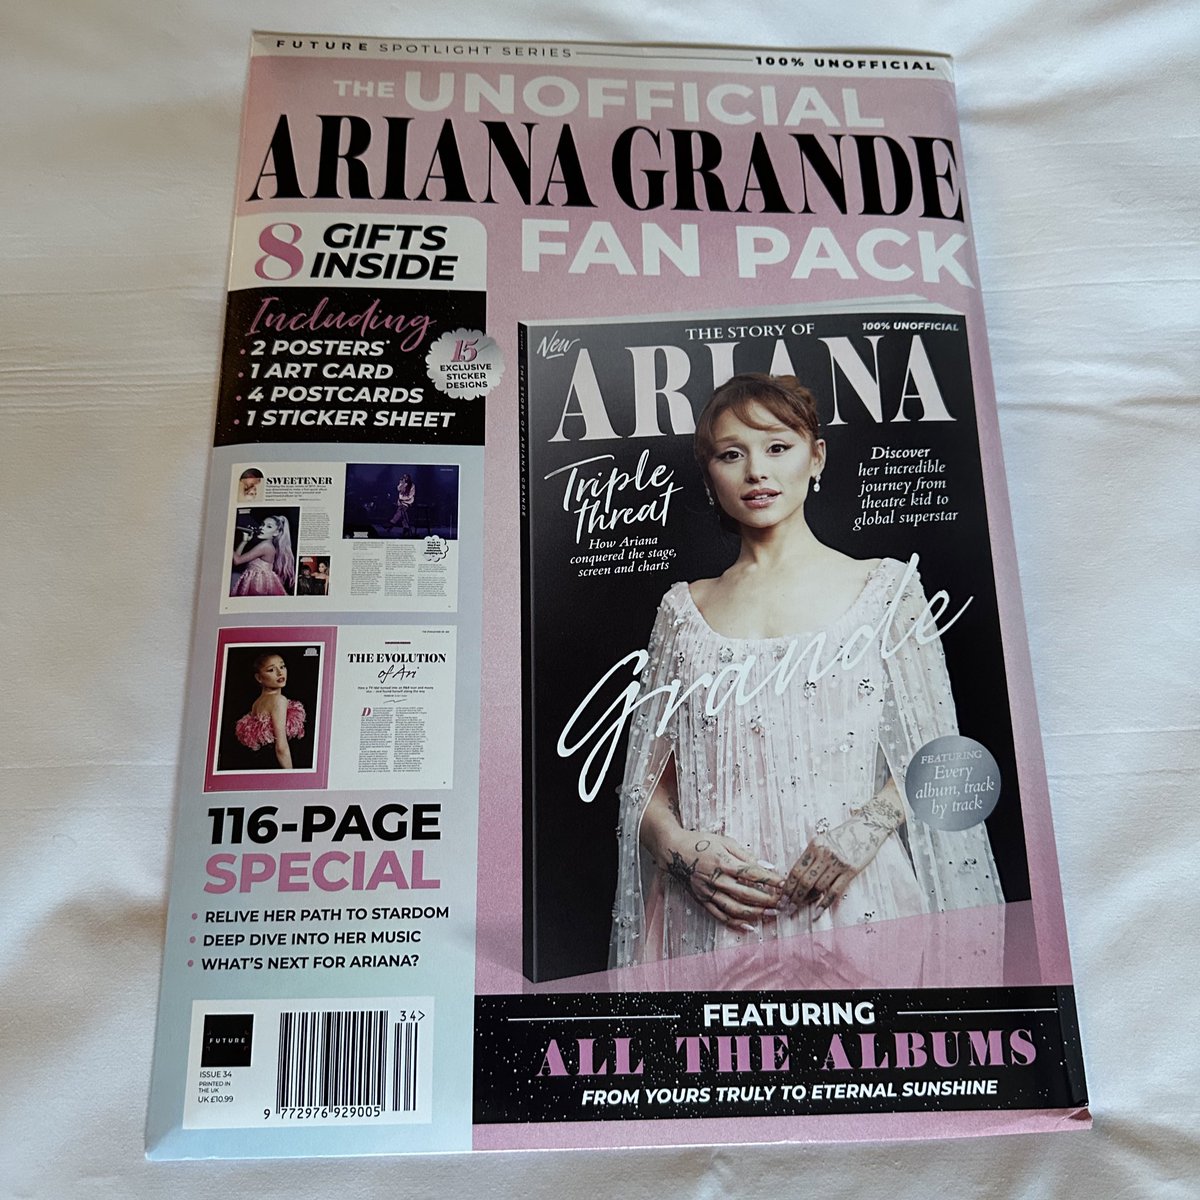 FUTURE SPOTLIGHT SERIES
100% UNOFFICIAL
THE UNOFFICIAL
ARIANA GRANDE
FAN PACK
8 GIFTS
INSIDE
Including
• 2 POSTERS*
• 1 ART CARD
• 4 POSTCARDS
• 1 STICKER SHEET
15
EXCLUSIVE
STICKER
DESIGNS
SWEETENER
THE EVOLUTION
of Ari
116-PAGE
SPECIAL
• RELIVE HER PATH TO STARDOM
• DEEP DIVE INTO HER MUSIC
• WHAT'S NEXT FOR ARIANA?
FUTURE
ISSUE 34
PRINTED IN
THE UK
UK £10.99
34>
9 772976 929005
THE STORY OF ARIANA GRANDE
New
THE STORY OF
100% UNOFFICIAL
ARIANA
Triple
threat
How Ariana
conquered the stage,
screen and charts
Discover
her incredible
journey from
theatre kid to
global superstar
Grande
FEATURING
Every
album, track
by track
FEATURING
ALL THE ALBUMS
FROM YOURS TRULY TO ETERNAL SUNSHINE